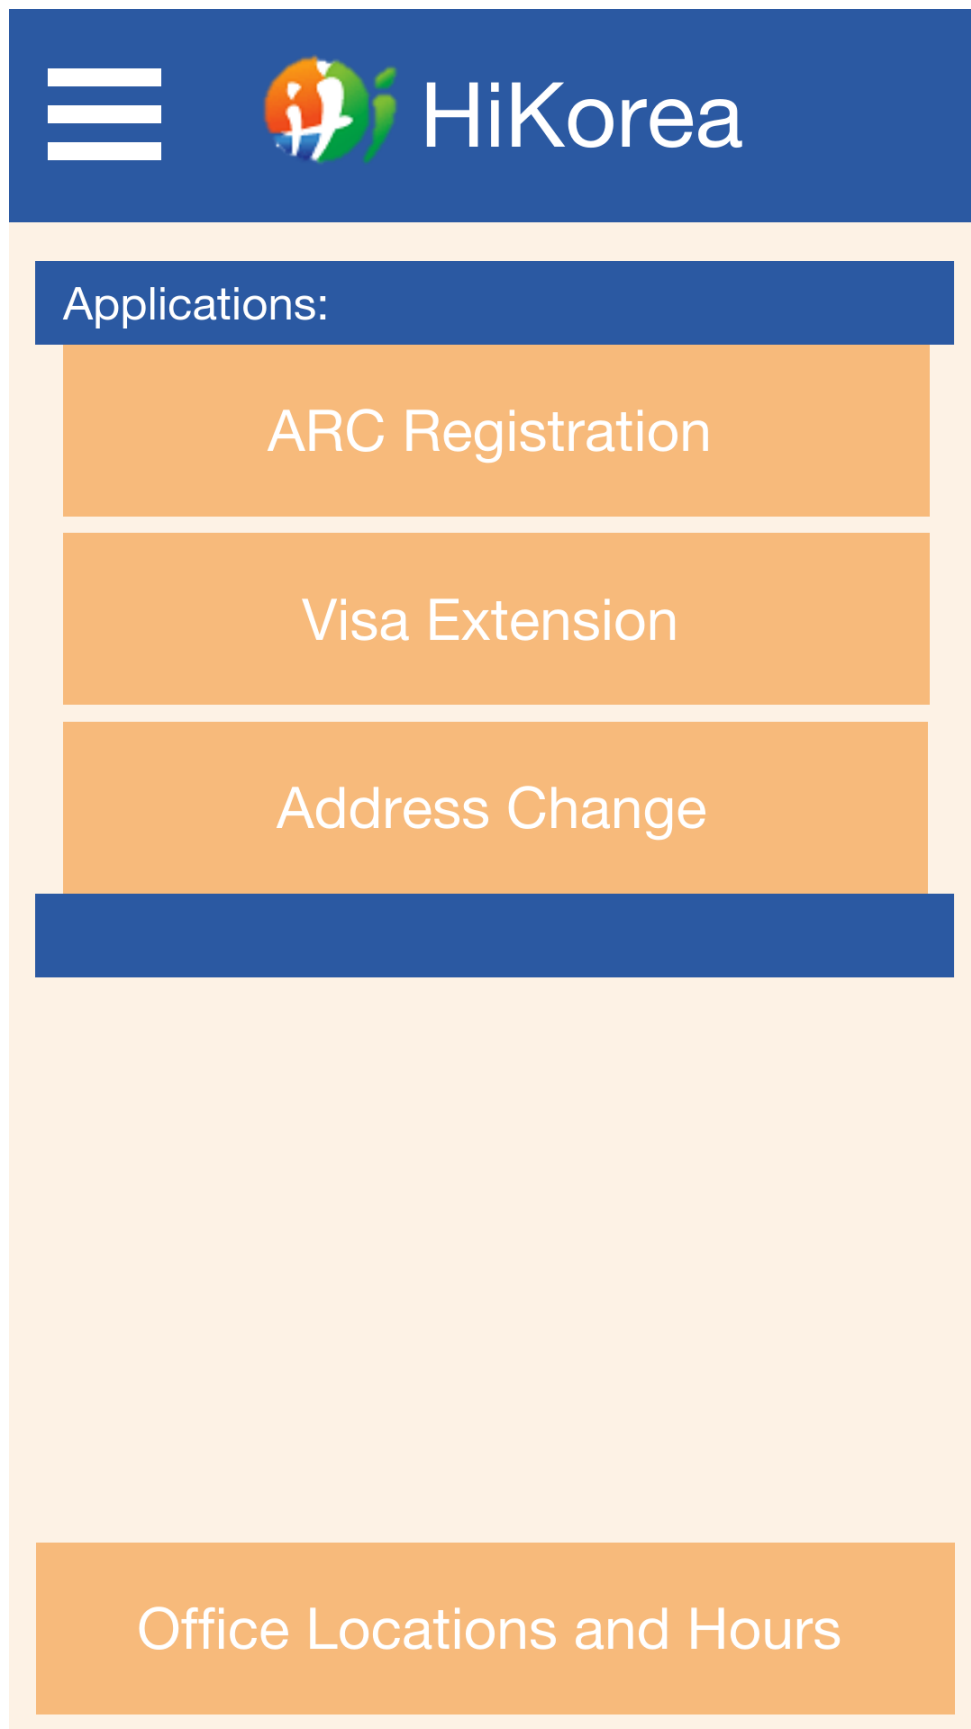 HiKorea
Applications:
ARC Registration
Visa Extension
Address Change
Office Locations and Hours